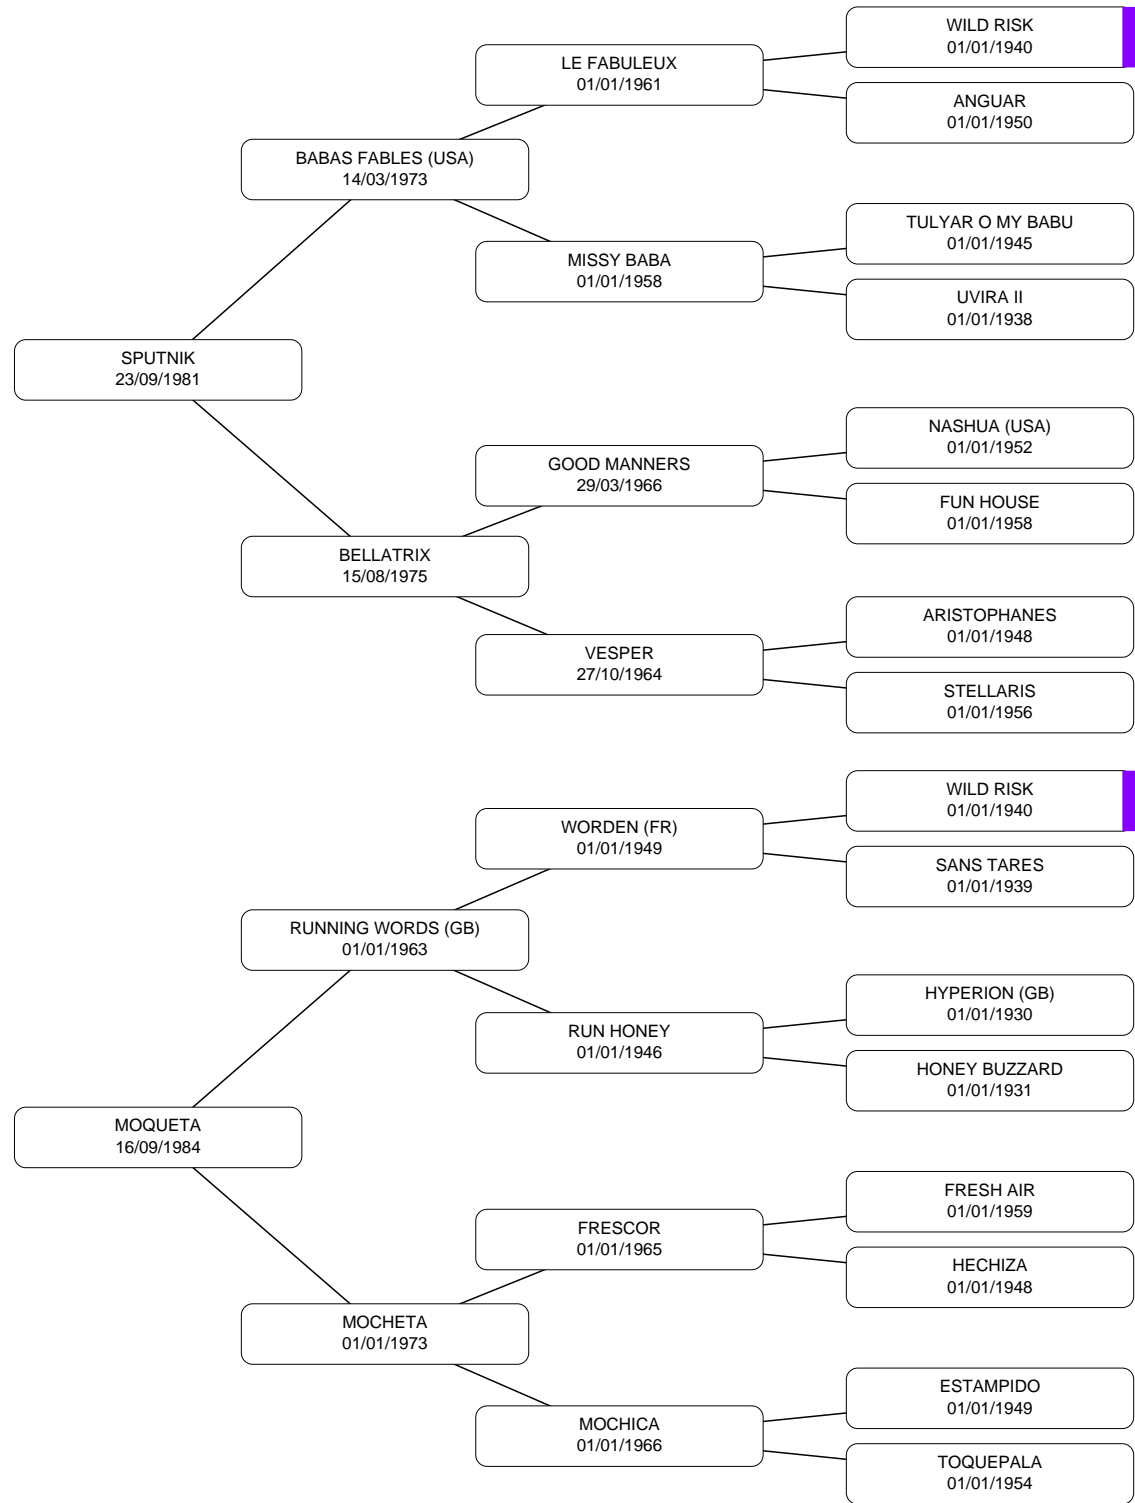 WILD RISK
01/01/1940
LE FABULEUX
01/01/1961
ANGUAR
01/01/1950
BABAS FABLES (USA)
14/03/1973
TULYAR O MY BABU
01/01/1945
MISSY BABA
01/01/1958
UVIRA II
01/01/1938
SPUTNIK
23/09/1981
NASHUA (USA)
01/01/1952
GOOD MANNERS
29/03/1966
FUN HOUSE
01/01/1958
BELLATRIX
15/08/1975
ARISTOPHANES
01/01/1948
VESPER
27/10/1964
STELLARIS
01/01/1956
WILD RISK
01/01/1940
WORDEN (FR)
01/01/1949
SANS TARES
01/01/1939
RUNNING WORDS (GB)
01/01/1963
HYPERION (GB)
01/01/1930
RUN HONEY
01/01/1946
HONEY BUZZARD
01/01/1931
MOQUETA
16/09/1984
FRESH AIR
01/01/1959
FRESCOR
01/01/1965
HECHIZA
01/01/1948
MOCHETA
01/01/1973
ESTAMPIDO
01/01/1949
MOCHICA
01/01/1966
TOQUEPALA
01/01/1954